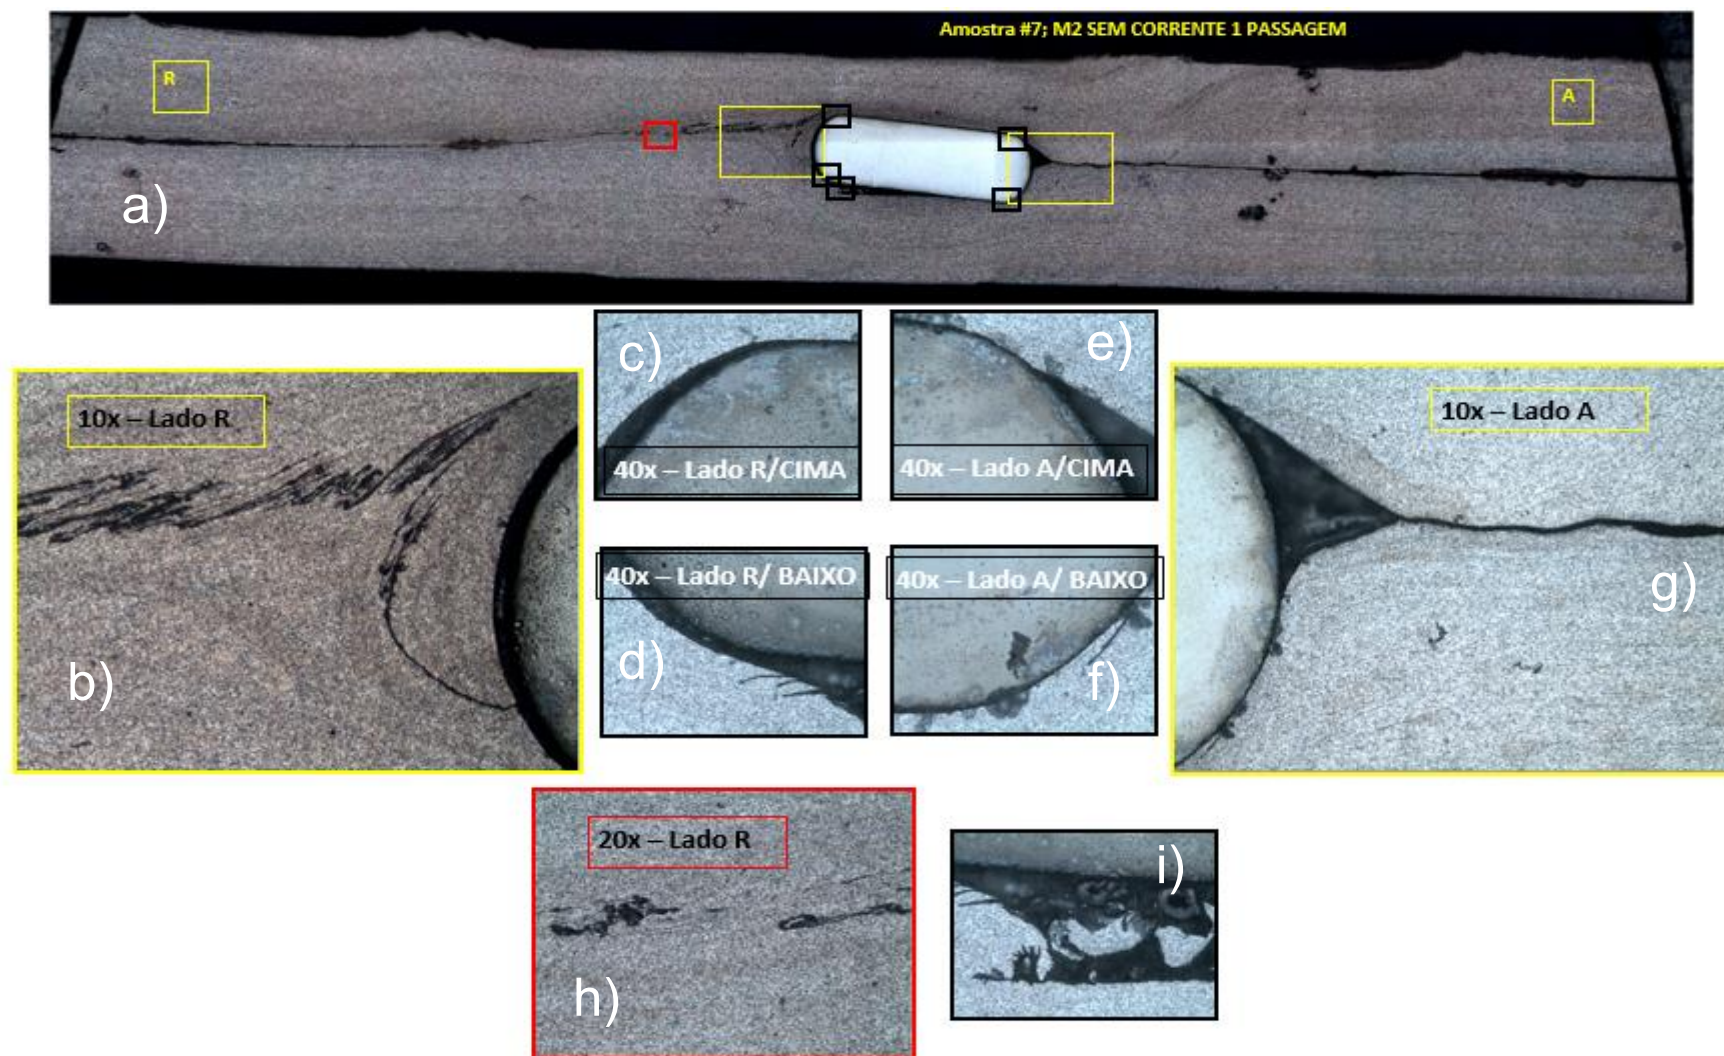 Amostra #7; M2 SEM CORRENTE 1 PASSAGEM
R
A
a)
c)
e)
10x – Lado R
40x – Lado R/CIMA
40x – Lado A/CIMA
10x – Lado A
40x – Lado R/ BAIXO
40x – Lado A/ BAIXO
b)
d)
f)
g)
20x – Lado R
i)
h)